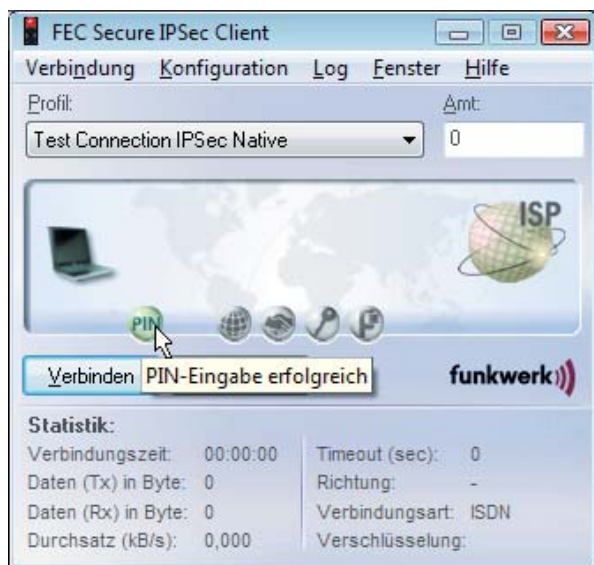 FEC Secure IPSec Client
Verbindung Konfiguration Log Fenster Hilfe
Profil: Amt:
Test Connection IPSec Native 0
ISP
PIN
Verbinden PIN-Eingabe erfolgreich funkwerk
Statistik:
Verbindungszeit: 00:00:00 Timeout (sec): 0
Daten (Tx) in Byte: 0 Richtung: -
Daten (Rx) in Byte: 0 Verbindungsart: ISDN
Durchsatz (kB/s): 0,000 Verschlüsselung: